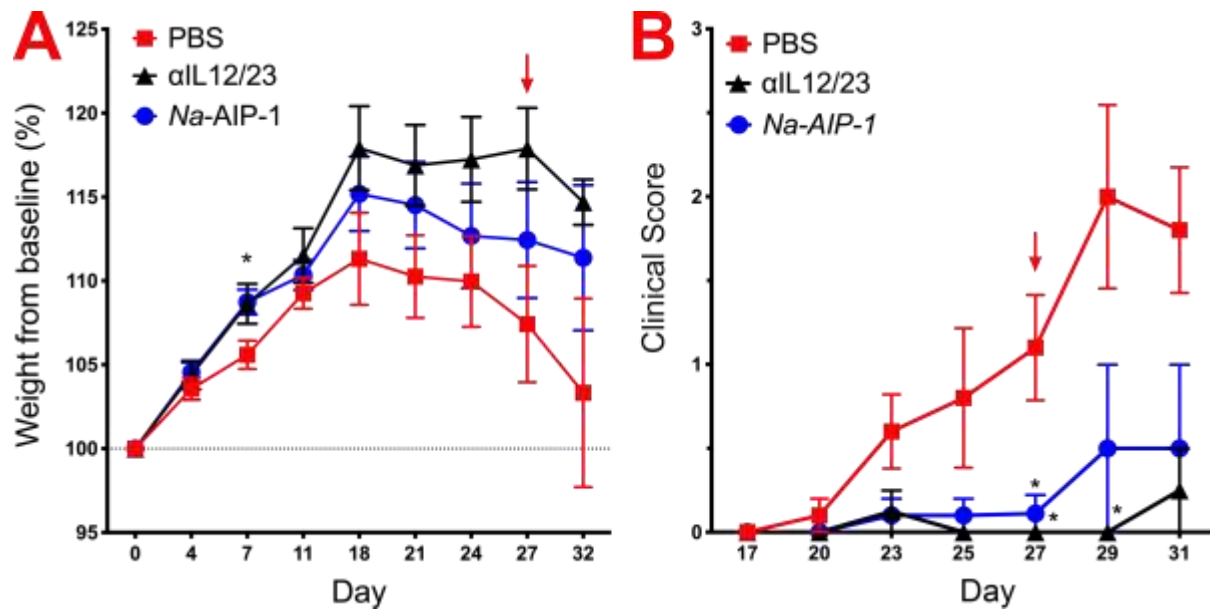 A
PBS
αIL12/23
Na-AIP-1
Weight from baseline (%)
125
120
115
110
105
100
95
*
0 4 7 11 18 21 24 27 32
Day
B
PBS
αIL12/23
Na-AIP-1
Clinical Score
3
2
1
0
*
*
*
17 20 23 25 27 29 31
Day